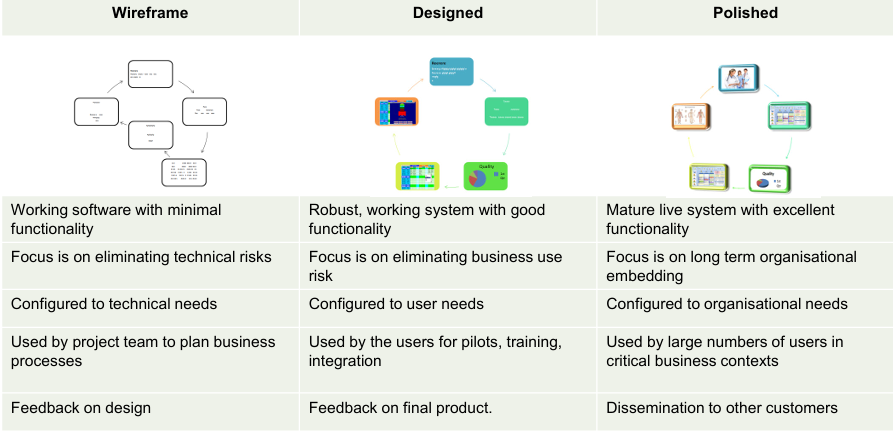 Wireframe
Designed
Polished
Quality
Quality
Working software with minimal
functionality
Robust, working system with good
functionality
Mature live system with excellent
functionality
Focus is on eliminating technical risks
Focus is on eliminating business use
risk
Focus is on long term organisational
embedding
Configured to technical needs
Configured to user needs
Configured to organisational needs
Used by project team to plan business
processes
Used by the users for pilots, training,
integration
Used by large numbers of users in
critical business contexts
Feedback on design
Feedback on final product.
Dissemination to other customers